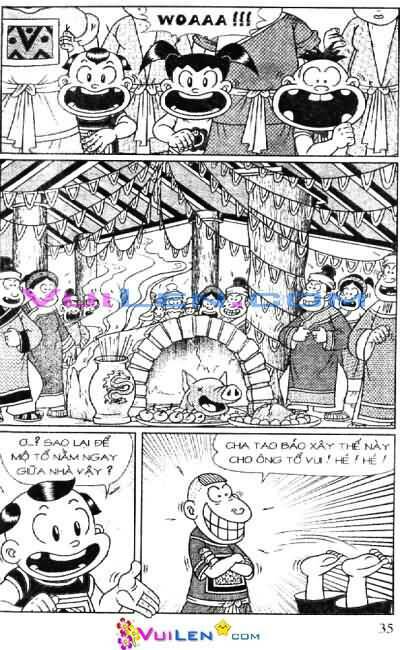 WOAAA !!!
VuiLen.com
Ơ..? SAO LẠI ĐỂ
MỘ TỔ NẰM NGAY
GIỮA NHÀ VẬY ?
CHA TAO BẢO XÂY THẾ NÀY
CHO ÔNG TỔ VUI ! HÉ ! HÉ !
35
VuiLen.com